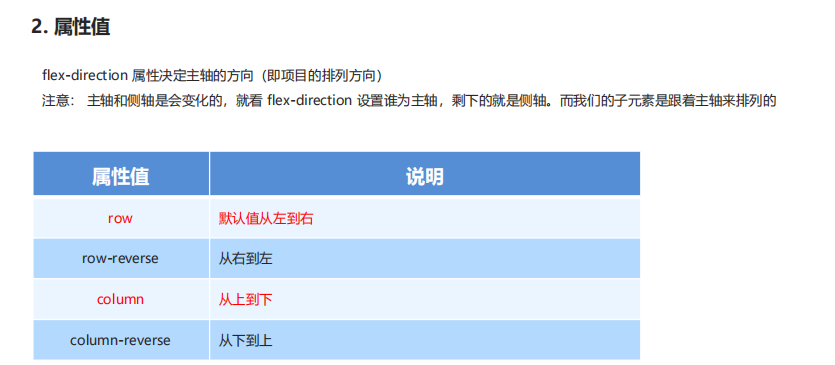 2. 属性值
flex-direction 属性决定主轴的方向（即项目的排列方向）
注意： 主轴和侧轴是会变化的，就看 flex-direction 设置谁为主轴，剩下的就是侧轴。而我们的子元素是跟着主轴来排列的
属性值 说明
row 默认值从左到右
row-reverse 从右到左
column 从上到下
column-reverse 从下到上